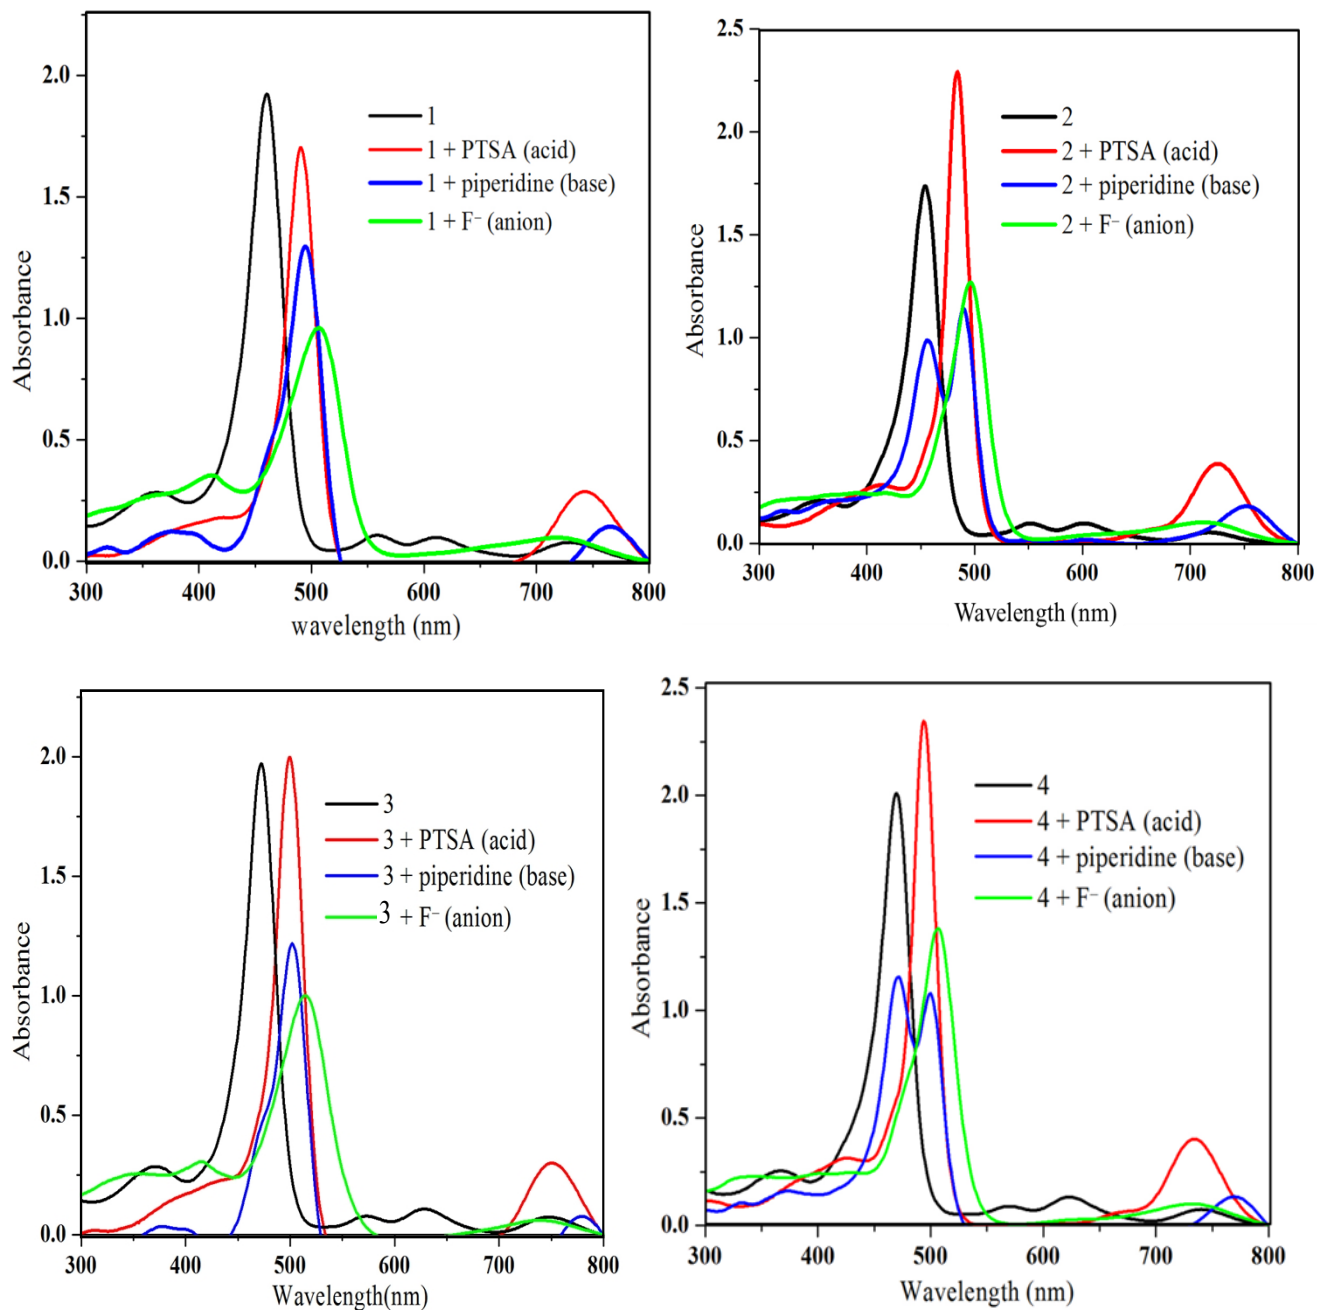 2.0
1.5
1.0
0.5
0.0
Absorbance
1
1 + PTSA (acid)
1 + piperidine (base)
1 + F⁻ (anion)
300 400 500 600 700 800
wavelength (nm)
2.5
2.0
1.5
1.0
0.5
0.0
Absorbance
2
2 + PTSA (acid)
2 + piperidine (base)
2 + F⁻ (anion)
300 400 500 600 700 800
Wavelength (nm)
2.0
1.5
1.0
0.5
0.0
Absorbance
3
3 + PTSA (acid)
3 + piperidine (base)
3 + F⁻ (anion)
300 400 500 600 700 800
Wavelength(nm)
2.5
2.0
1.5
1.0
0.5
0.0
Absorbance
4
4 + PTSA (acid)
4 + piperidine (base)
4 + F⁻ (anion)
300 400 500 600 700 800
Wavelength (nm)